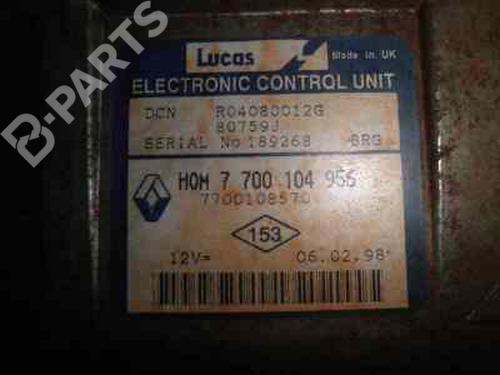 B-PARTS
Lucas
Made in UK
ELECTRONIC CONTROL UNIT
DCN R04080012G
80759J
SERIAL No 189268 BRG
HOM 7 700 104 956
7700108570
153
12V= 06.02.98